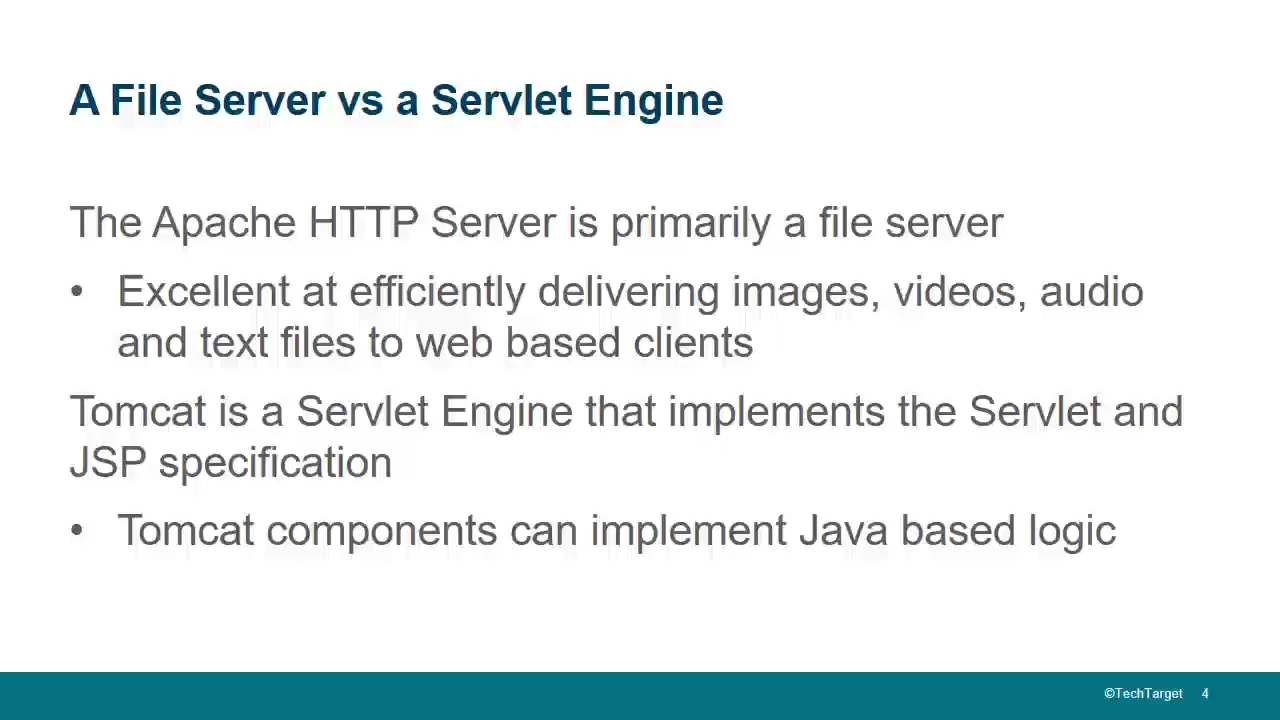 A File Server vs a Servlet Engine
The Apache HTTP Server is primarily a file server
• Excellent at efficiently delivering images, videos, audio
and text files to web based clients
Tomcat is a Servlet Engine that implements the Servlet and
JSP specification
• Tomcat components can implement Java based logic
©TechTarget 4